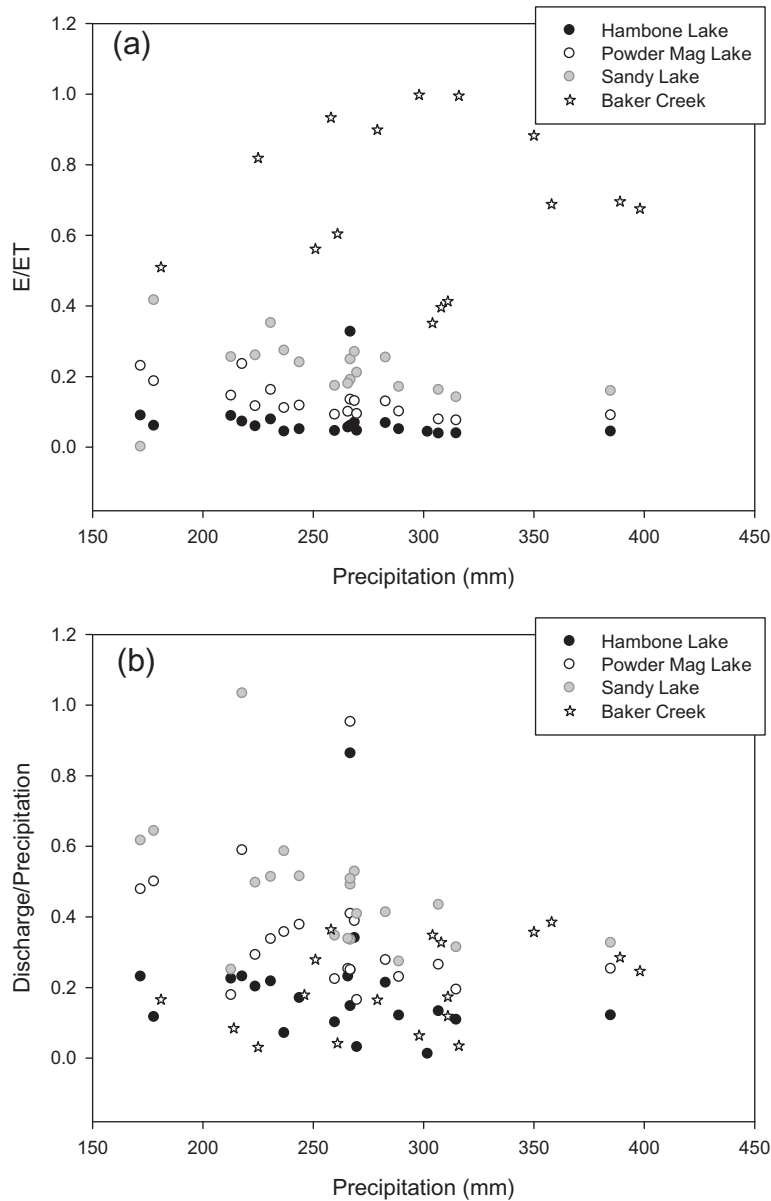 (a)
Hambone Lake
Powder Mag Lake
Sandy Lake
Baker Creek
1.2
1.0
0.8
0.6
0.4
0.2
0.0
E/ET
150 200 250 300 350 400 450
Precipitation (mm)
(b)
Hambone Lake
Powder Mag Lake
Sandy Lake
Baker Creek
1.2
1.0
0.8
0.6
0.4
0.2
0.0
Discharge/Precipitation
150 200 250 300 350 400 450
Precipitation (mm)